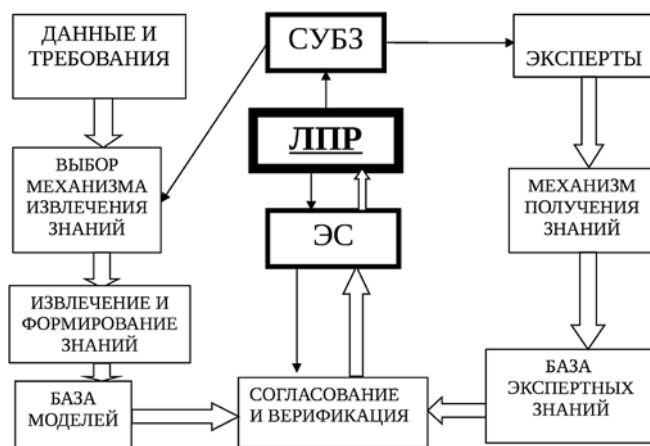 ДАННЫЕ И
ТРЕБОВАНИЯ
СУБЗ
ЭКСПЕРТЫ
ЛПР
ВЫБОР
МЕХАНИЗМА
ИЗВЛЕЧЕНИЯ
ЗНАНИЙ
МЕХАНИЗМ
ПОЛУЧЕНИЯ
ЗНАНИЙ
ЭС
ИЗВЛЕЧЕНИЕ И
ФОРМИРОВАНИЕ
ЗНАНИЙ
БАЗА
МОДЕЛЕЙ
СОГЛАСОВАНИЕ
И ВЕРИФИКАЦИЯ
БАЗА
ЭКСПЕРТНЫХ
ЗНАНИЙ